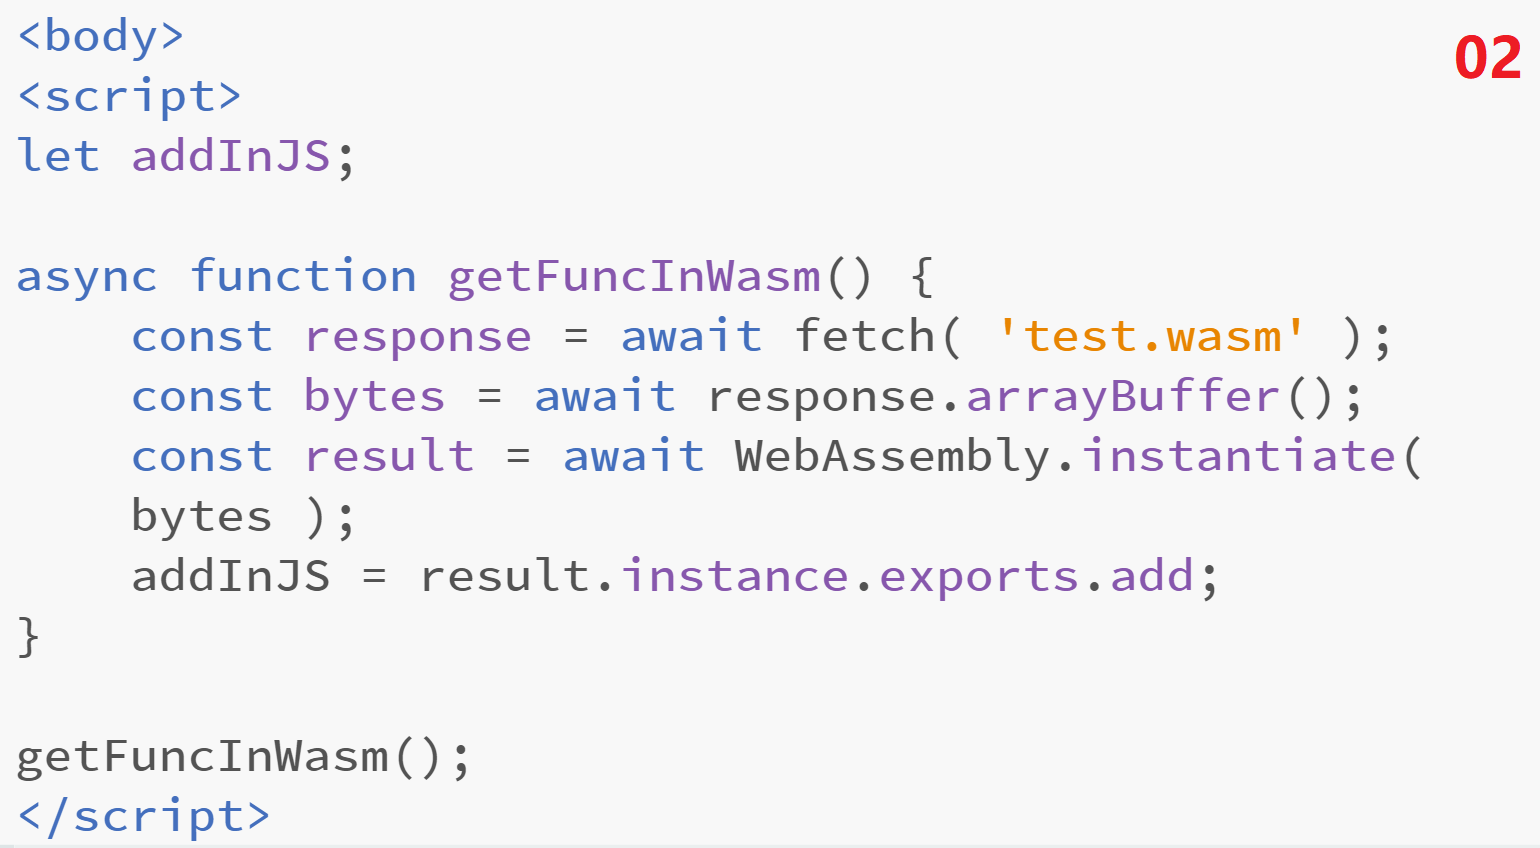 <body>
02
<script>
let addInJS;
async function getFuncInWasm() {
    const response = await fetch( 'test.wasm' );
    const bytes = await response.arrayBuffer();
    const result = await WebAssembly.instantiate(
    bytes );
    addInJS = result.instance.exports.add;
}
getFuncInWasm();
</script>